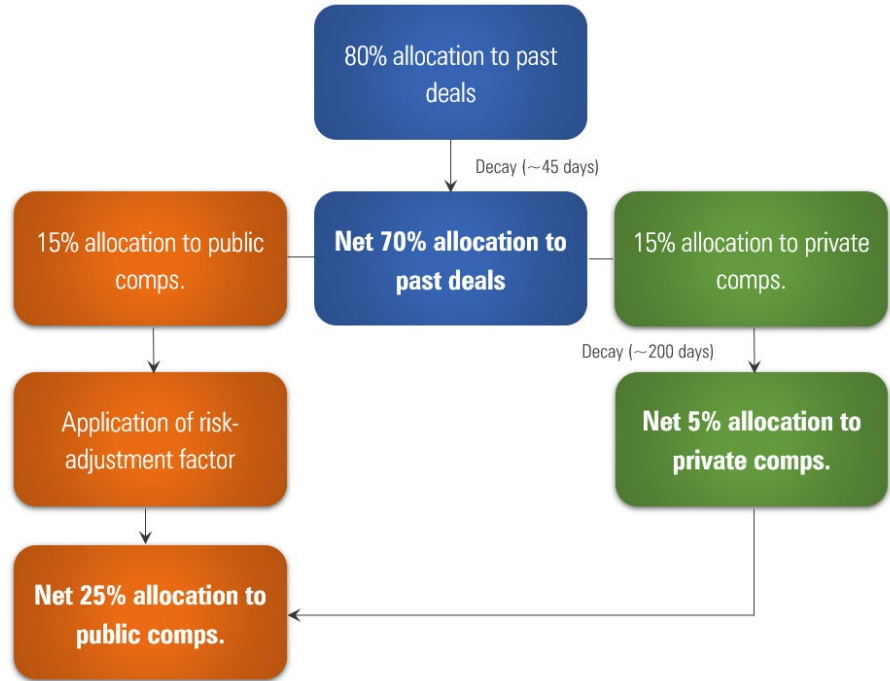 80% allocation to past
deals
Decay (~45 days)
15% allocation to public
comps.
Net 70% allocation to
past deals
15% allocation to private
comps.
Decay (~200 days)
Application of risk-
adjustment factor
Net 5% allocation to
private comps.
Net 25% allocation to
public comps.